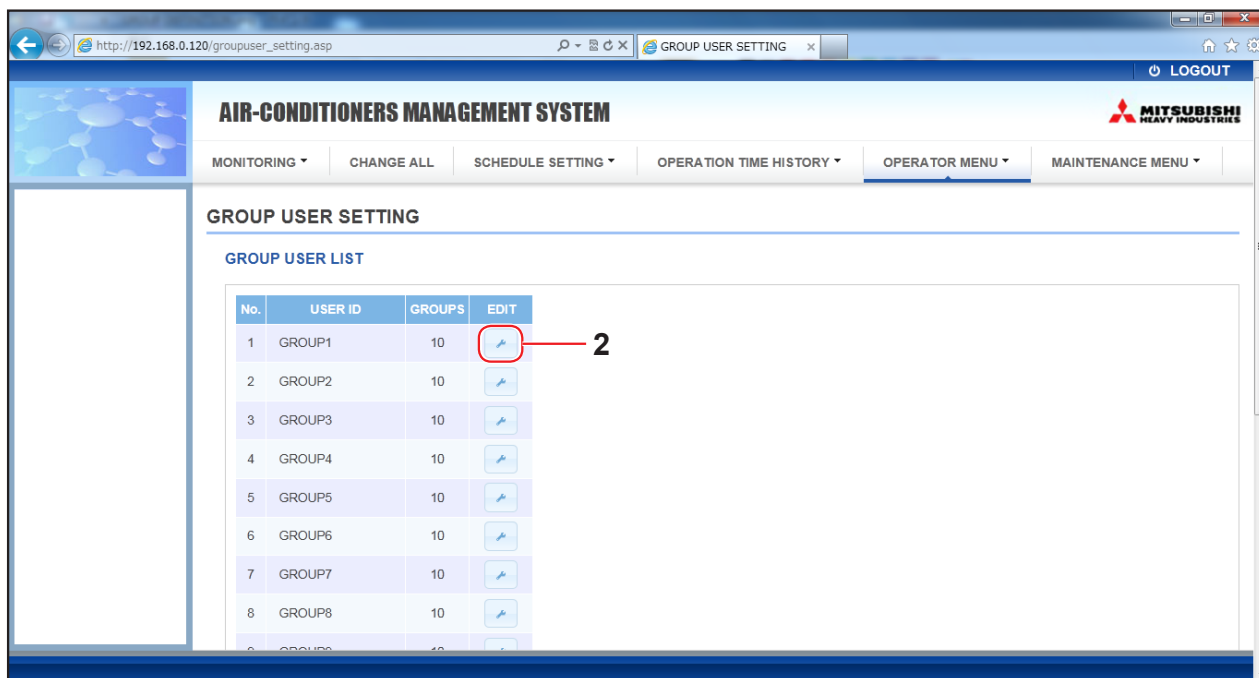 http://192.168.0.120/groupuser_setting.asp
GROUP USER SETTING
LOGOUT
AIR-CONDITIONERS MANAGEMENT SYSTEM
MITSUBISHI
HEAVY INDUSTRIES
MONITORING CHANGE ALL SCHEDULE SETTING OPERATION TIME HISTORY OPERATOR MENU MAINTENANCE MENU
GROUP USER SETTING
GROUP USER LIST
No. USER ID GROUPS EDIT
1 GROUP1 10
2
2 GROUP2 10
3 GROUP3 10
4 GROUP4 10
5 GROUP5 10
6 GROUP6 10
7 GROUP7 10
8 GROUP8 10